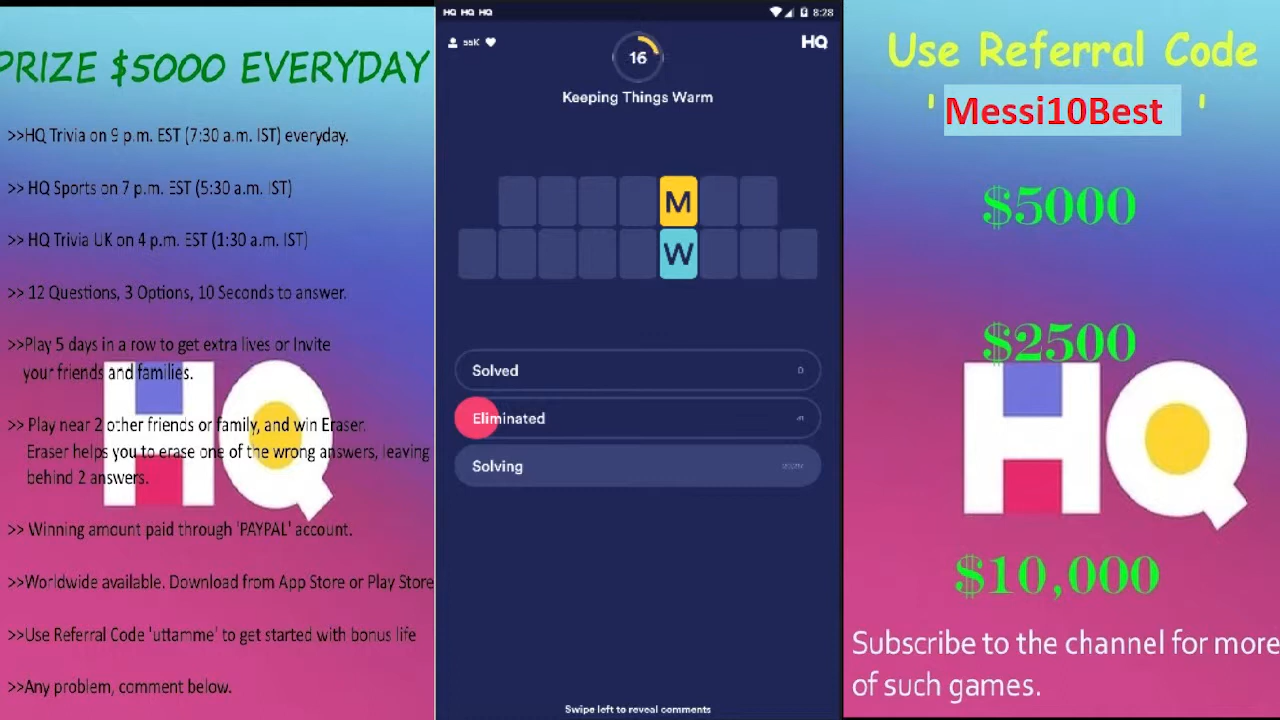 PRIZE $5000 EVERYDAY
>>HQ Trivia on 9 p.m. EST (7:30 a.m. IST) everyday.
>> HQ Sports on 7 p.m. EST (5:30 a.m. IST)
>> HQ Trivia UK on 4 p.m. EST (1:30 a.m. IST)
>> 12 Questions, 3 Options, 10 Seconds to answer.
>>Play 5 days in a row to get extra lives or Invite
your friends and families.
>> Play near 2 other friends or family, and win Eraser.
Eraser helps you to erase one of the wrong answers, leaving
behind 2 answers.
>> Winning amount paid through 'PAYPAL' account.
>>Worldwide available. Download from App Store or Play Store
>>Use Referral Code 'uttamme' to get started with bonus life
>>Any problem, comment below.
HQ
HQ HQ HQ 8:28
55K HQ
16
Keeping Things Warm
M
W
Solved 0
Eliminated
Solving
Swipe left to reveal comments
Use Referral Code
' Messi10Best '
$5000
$2500
HQ
$10,000
Subscribe to the channel for more
of such games.